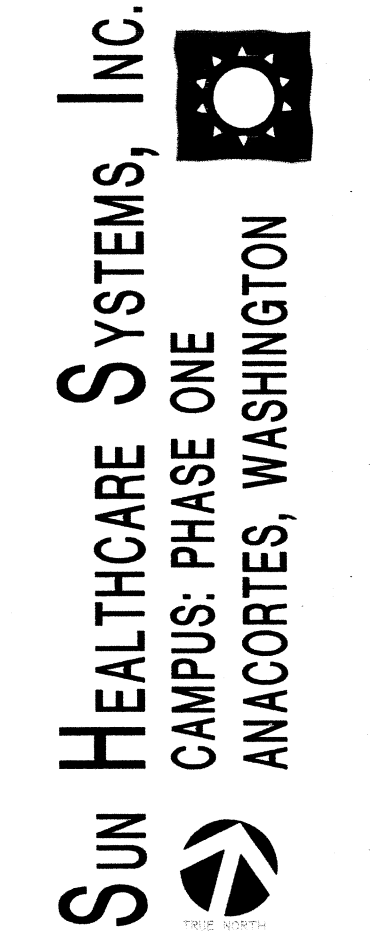 SUN HEALTHCARE SYSTEMS, INC.
CAMPUS: PHASE ONE
ANACORTES, WASHINGTON
TRUE NORTH